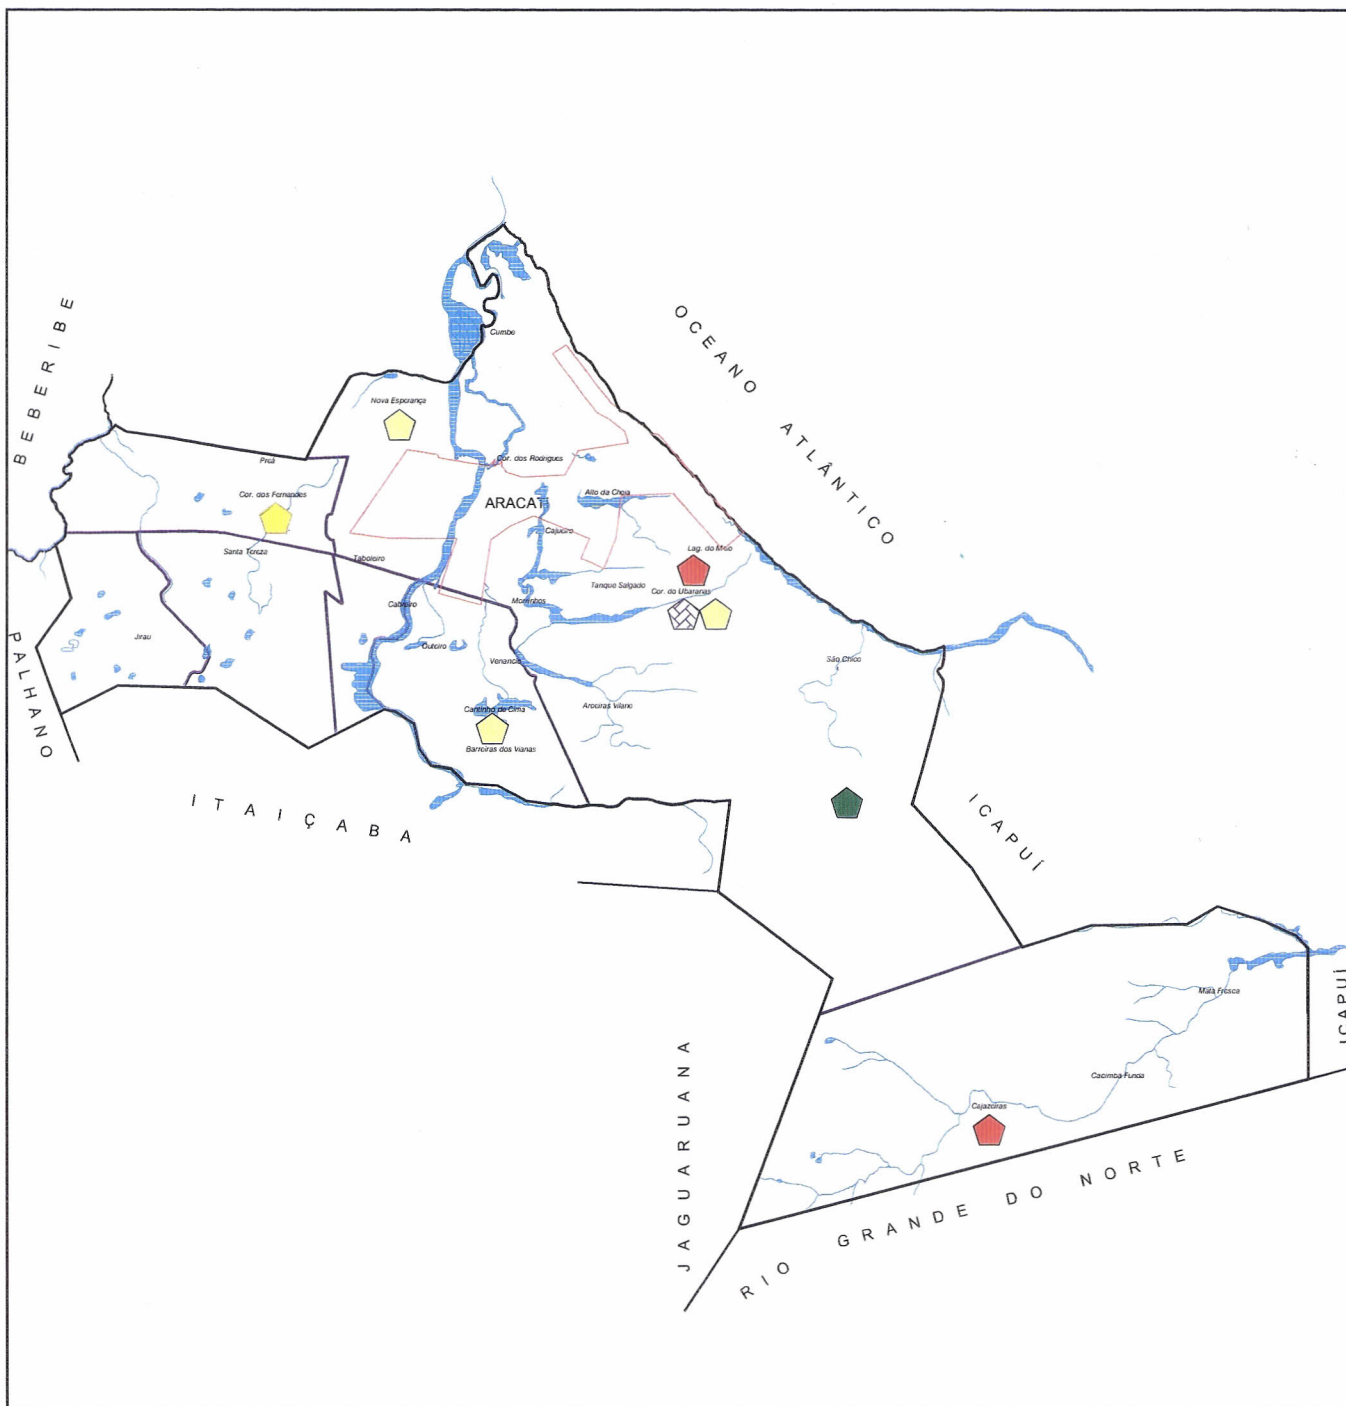 BEBERIBE
OCEANO ATLÂNTICO
Cumbe
Nova Esperança
Cor. dos Rodrigues
Cor. dos Fernandes
ARACATI
Alto da Cheia
Cajueiro
Lag. do Mato
Santa Tereza
Taboleiro
Tanque Salgado
Cor. do Ubaranas
Cabreiro
Morrinhos
Jirau
Outeiro
Venancio
São Chico
PALHANO
Cantinho de Cima
Aroeiras Vilano
Barreiras dos Vianas
ITAIÇABA
ICAPUÍ
Mata Fresca
ICAPUÍ
Cacimba Funda
Cajazeiras
JAGUARUANA
RIO GRANDE DO NORTE